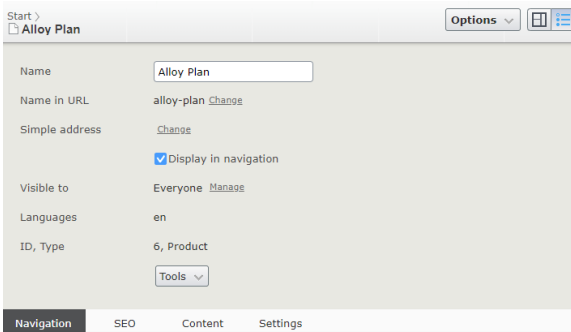 Start
Alloy Plan
Options
Name Alloy Plan
Name in URL alloy-plan Change
Simple address Change
Display in navigation
Visible to Everyone Manage
Languages en
ID, Type 6, Product
Tools
Navigation SEO Content Settings